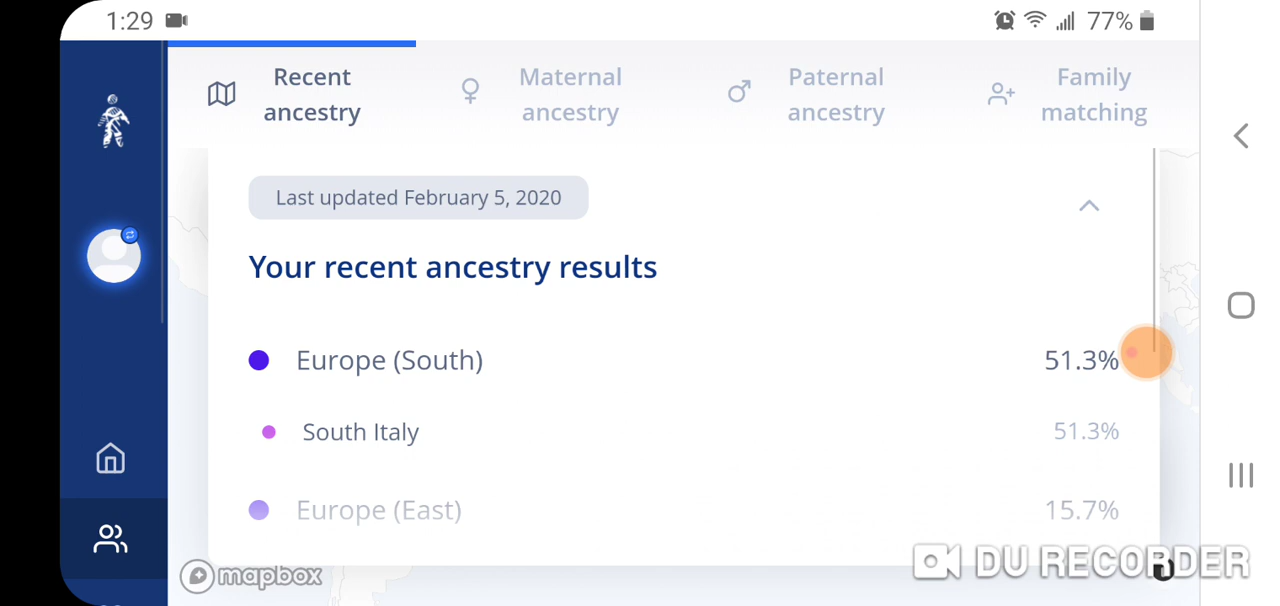 1:29 77%
Recent ancestry
Maternal ancestry
Paternal ancestry
Family matching
Last updated February 5, 2020
Your recent ancestry results
Europe (South) 51.3%
South Italy 51.3%
Europe (East) 15.7%
mapbox
DU RECORDER